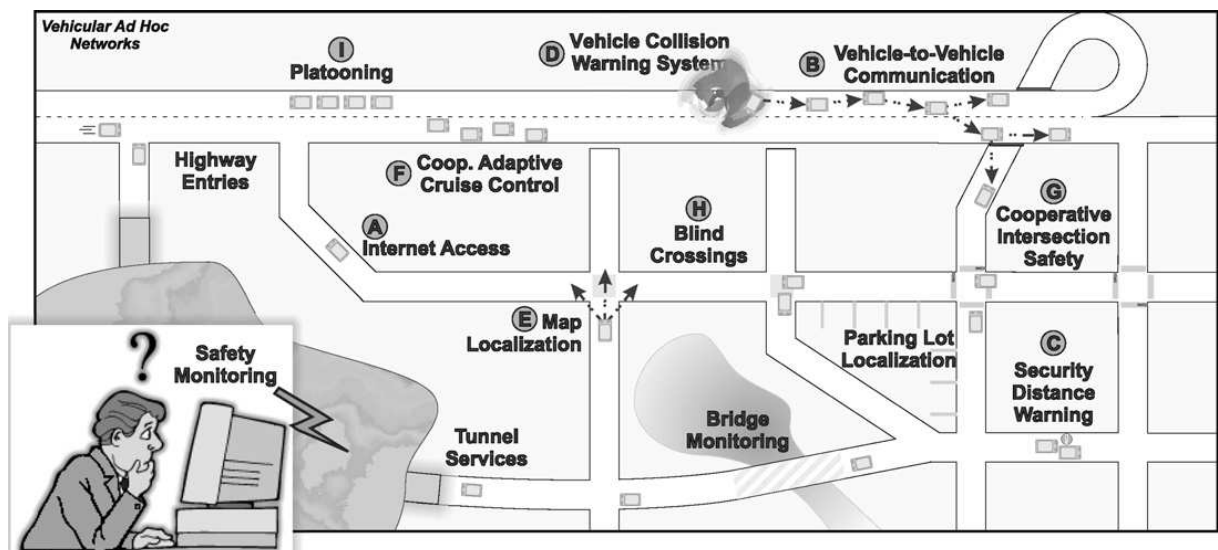 Vehicular Ad Hoc
Networks
I
Platooning
D
Vehicle Collision
Warning System
B
Vehicle-to-Vehicle
Communication
Highway
Entries
F
Coop. Adaptive
Cruise Control
A
Internet Access
H
Blind
Crossings
G
Cooperative
Intersection
Safety
E
Map
Localization
Parking Lot
Localization
C
Security
Distance
Warning
?
Safety
Monitoring
Tunnel
Services
Bridge
Monitoring